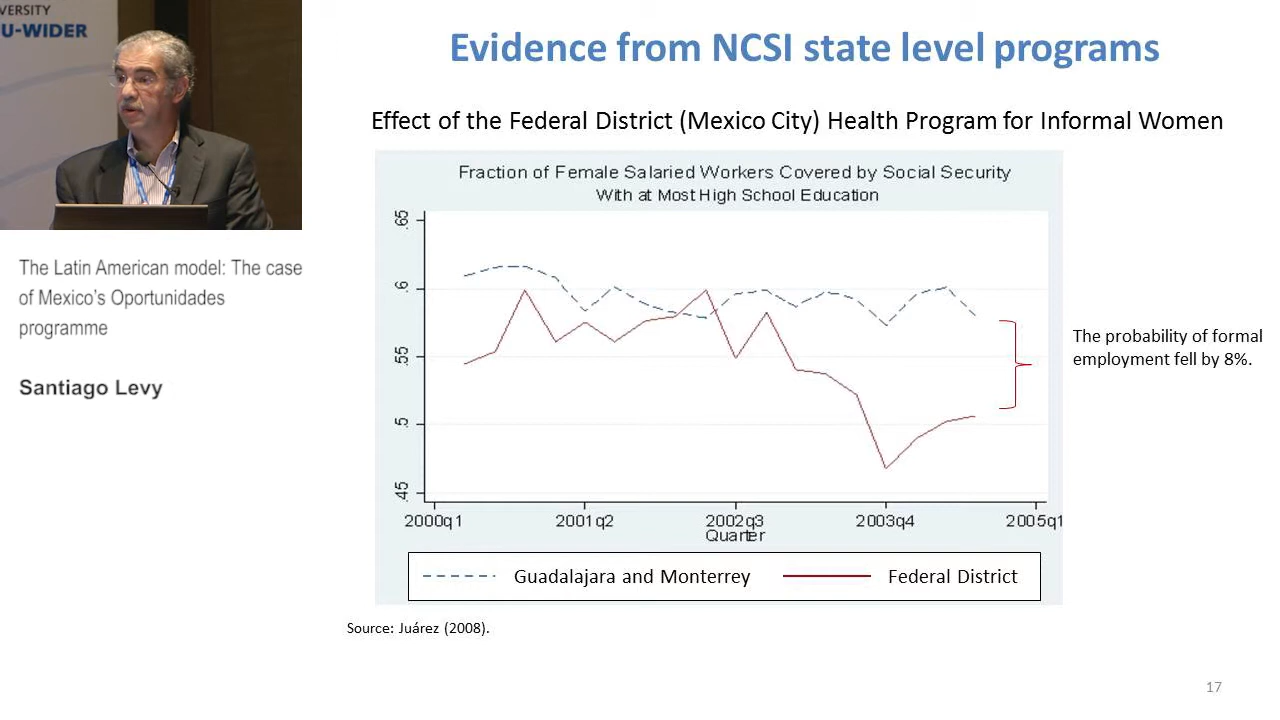 VERSITY
U-WIDER
The Latin American model: The case
of Mexico's Oportunidades
programme
Santiago Levy
Evidence from NCSI state level programs
Effect of the Federal District (Mexico City) Health Program for Informal Women
Fraction of Female Salaried Workers Covered by Social Security
With at Most High School Education
.65
.6
.55
.5
.45
2000q1 2001q2 2002q3 2003q4 2005q1
Quarter
Guadalajara and Monterrey Federal District
The probability of formal
employment fell by 8%.
Source: Juárez (2008).
17